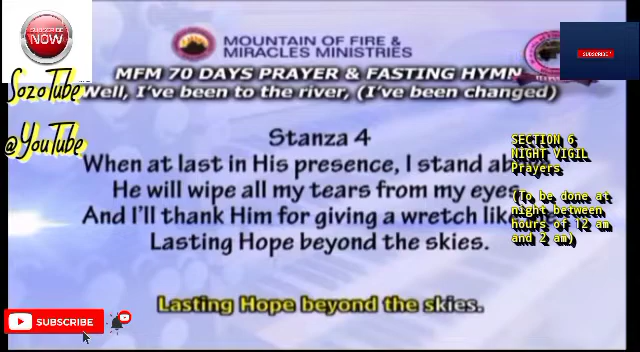 SUBSCRIBE
NOW
MOUNTAIN OF FIRE &
MIRACLES MINISTRIES
SUBSCRIBE
MFM 70 DAYS PRAYER & FASTING HYMN
Well, I've been to the river, (I've been changed)
SozoTube
@YouTube
Stanza 4
When at last in His presence, I stand
He will wipe all my tears from my eyes
And I'll thank Him for giving a wretch like
Lasting Hope beyond the skies.
SECTION 6
NIGHT VIGIL
Prayers
(To be done at
night between
hours of 12 am
and 2 am)
Lasting Hope beyond the skies.
SUBSCRIBE